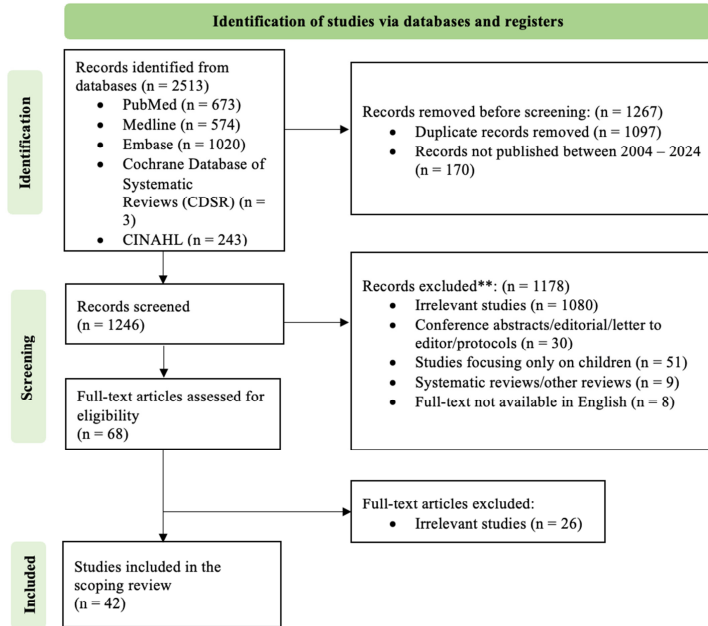 Identification of studies via databases and registers
Identification
Records identified from
databases (n = 2513)
• PubMed (n = 673)
• Medline (n = 574)
• Embase (n = 1020)
• Cochrane Database of
Systematic
Reviews (CDSR) (n =
3)
• CINAHL (n = 243)
Records removed before screening: (n = 1267)
• Duplicate records removed (n = 1097)
• Records not published between 2004 – 2024
(n = 170)
Screening
Records screened
(n = 1246)
Records excluded**: (n = 1178)
• Irrelevant studies (n = 1080)
• Conference abstracts/editorial/letter to
editor/protocols (n = 30)
• Studies focusing only on children (n = 51)
• Systematic reviews/other reviews (n = 9)
• Full-text not available in English (n = 8)
Full-text articles assessed for
eligibility
(n = 68)
Full-text articles excluded:
• Irrelevant studies (n = 26)
Included
Studies included in the
scoping review
(n = 42)